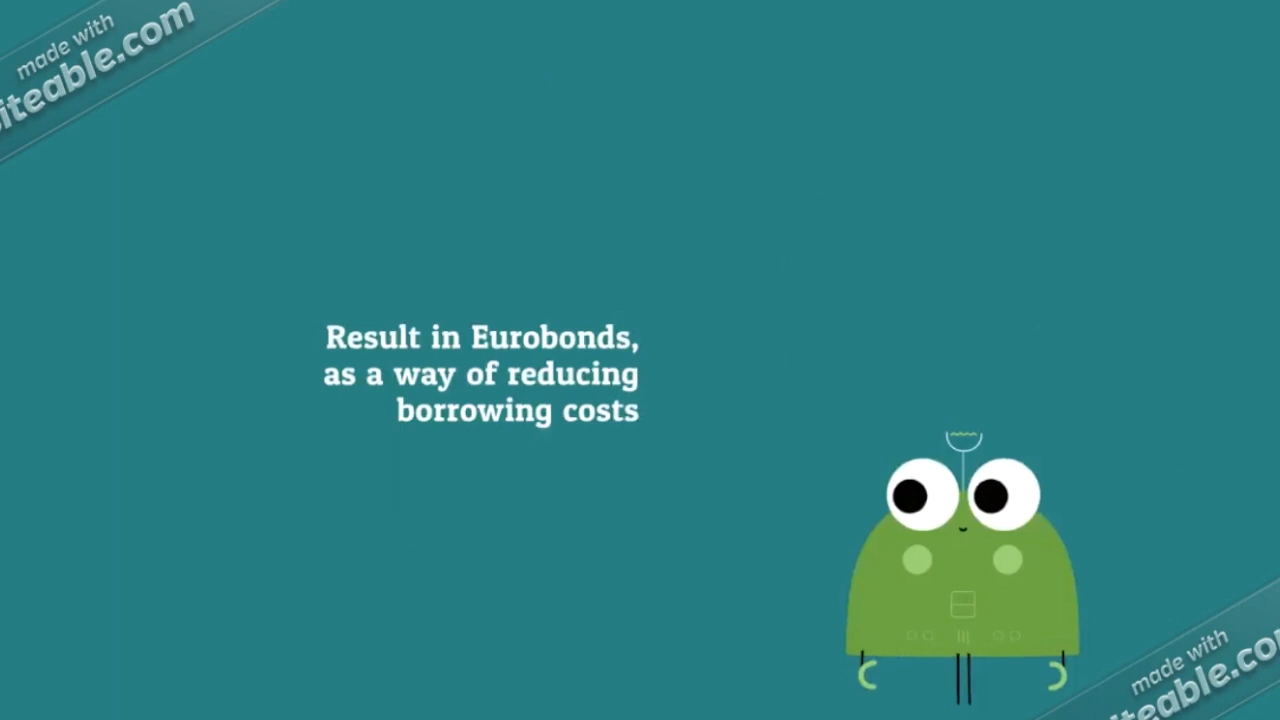 made with
iteable.com
Result in Eurobonds,
as a way of reducing
borrowing costs
made with
iteable.co